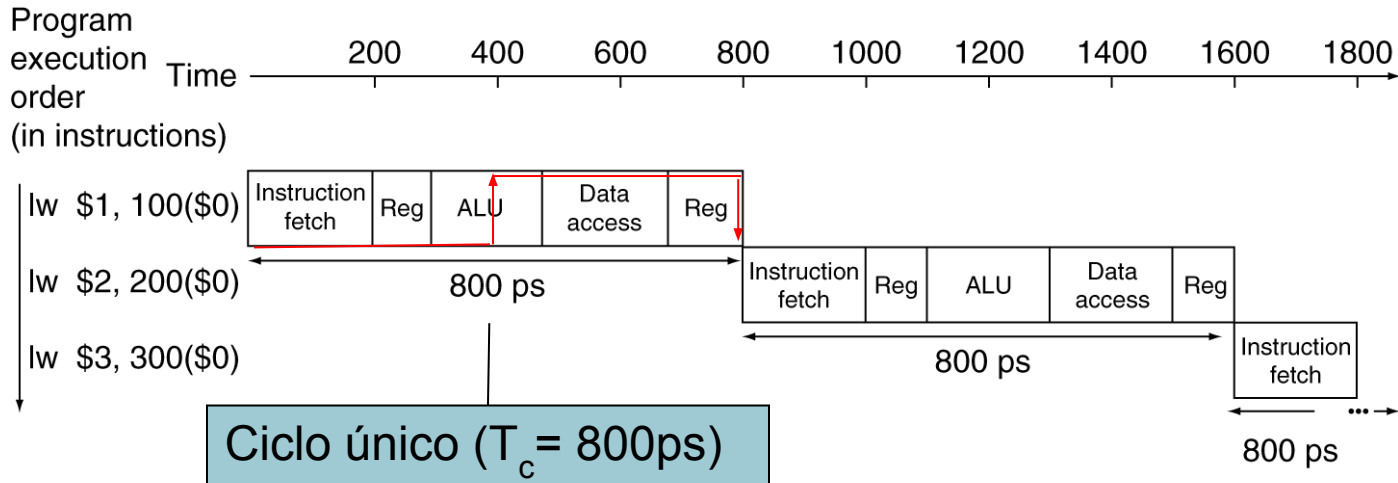 Program
execution
order
(in instructions)
Time
200 400 600 800 1000 1200 1400 1600 1800
lw $1, 100($0)
Instruction
fetch
Reg
ALU
Data
access
Reg
800 ps
lw $2, 200($0)
Instruction
fetch
Reg
ALU
Data
access
Reg
800 ps
lw $3, 300($0)
Instruction
fetch
...
800 ps
Ciclo único (Tc= 800ps)